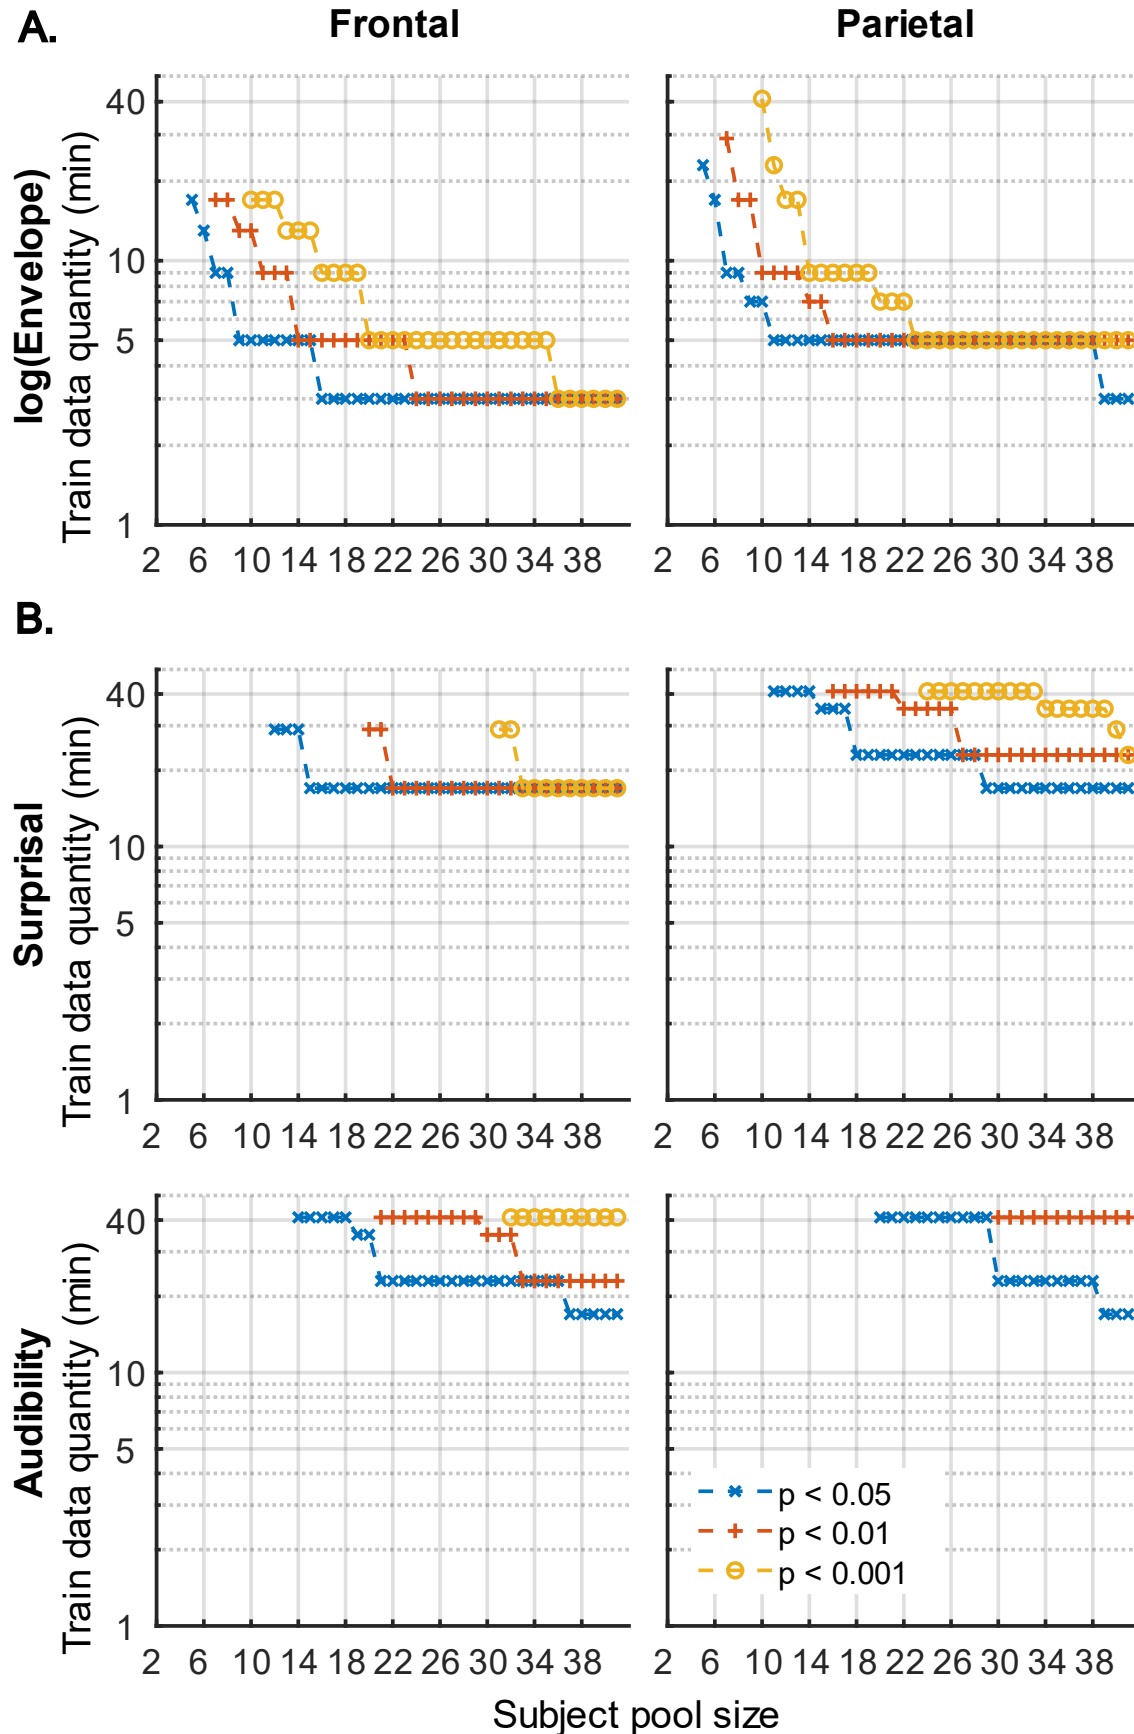 A. Frontal Parietal
log(Envelope)
Train data quantity (min)
40
10
5
1
2 6 10 14 18 22 26 30 34 38
2 6 10 14 18 22 26 30 34 38
B.
Surprisal
Train data quantity (min)
40
10
5
1
2 6 10 14 18 22 26 30 34 38
2 6 10 14 18 22 26 30 34 38
Audibility
Train data quantity (min)
40
10
5
1
p < 0.05
p < 0.01
p < 0.001
2 6 10 14 18 22 26 30 34 38
2 6 10 14 18 22 26 30 34 38
Subject pool size